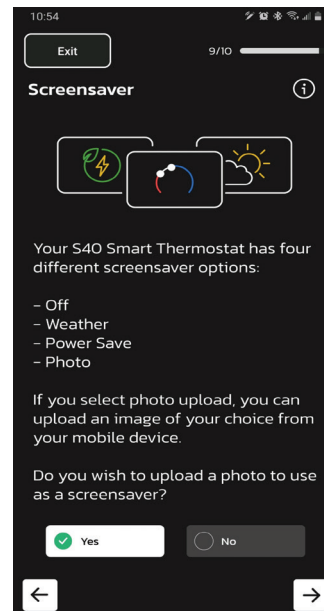 10:54
Exit
9/10
Screensaver
i
Your S40 Smart Thermostat has four
different screensaver options:
– Off
– Weather
– Power Save
– Photo
If you select photo upload, you can
upload an image of your choice from
your mobile device.
Do you wish to upload a photo to use
as a screensaver?
Yes
No